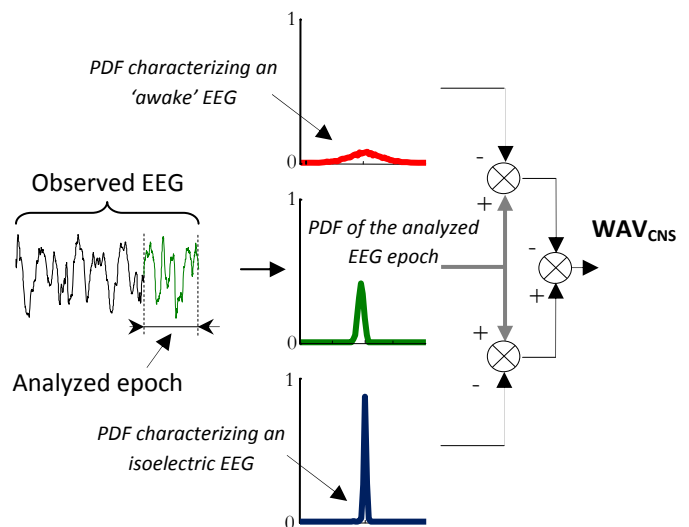 1
PDF characterizing an
‘awake’ EEG
0
Observed EEG
1
PDF of the analyzed
EEG epoch
0
Analyzed epoch
1
PDF characterizing an
isoelectric EEG
0
-
+
-
WAVCNS
+
+
-